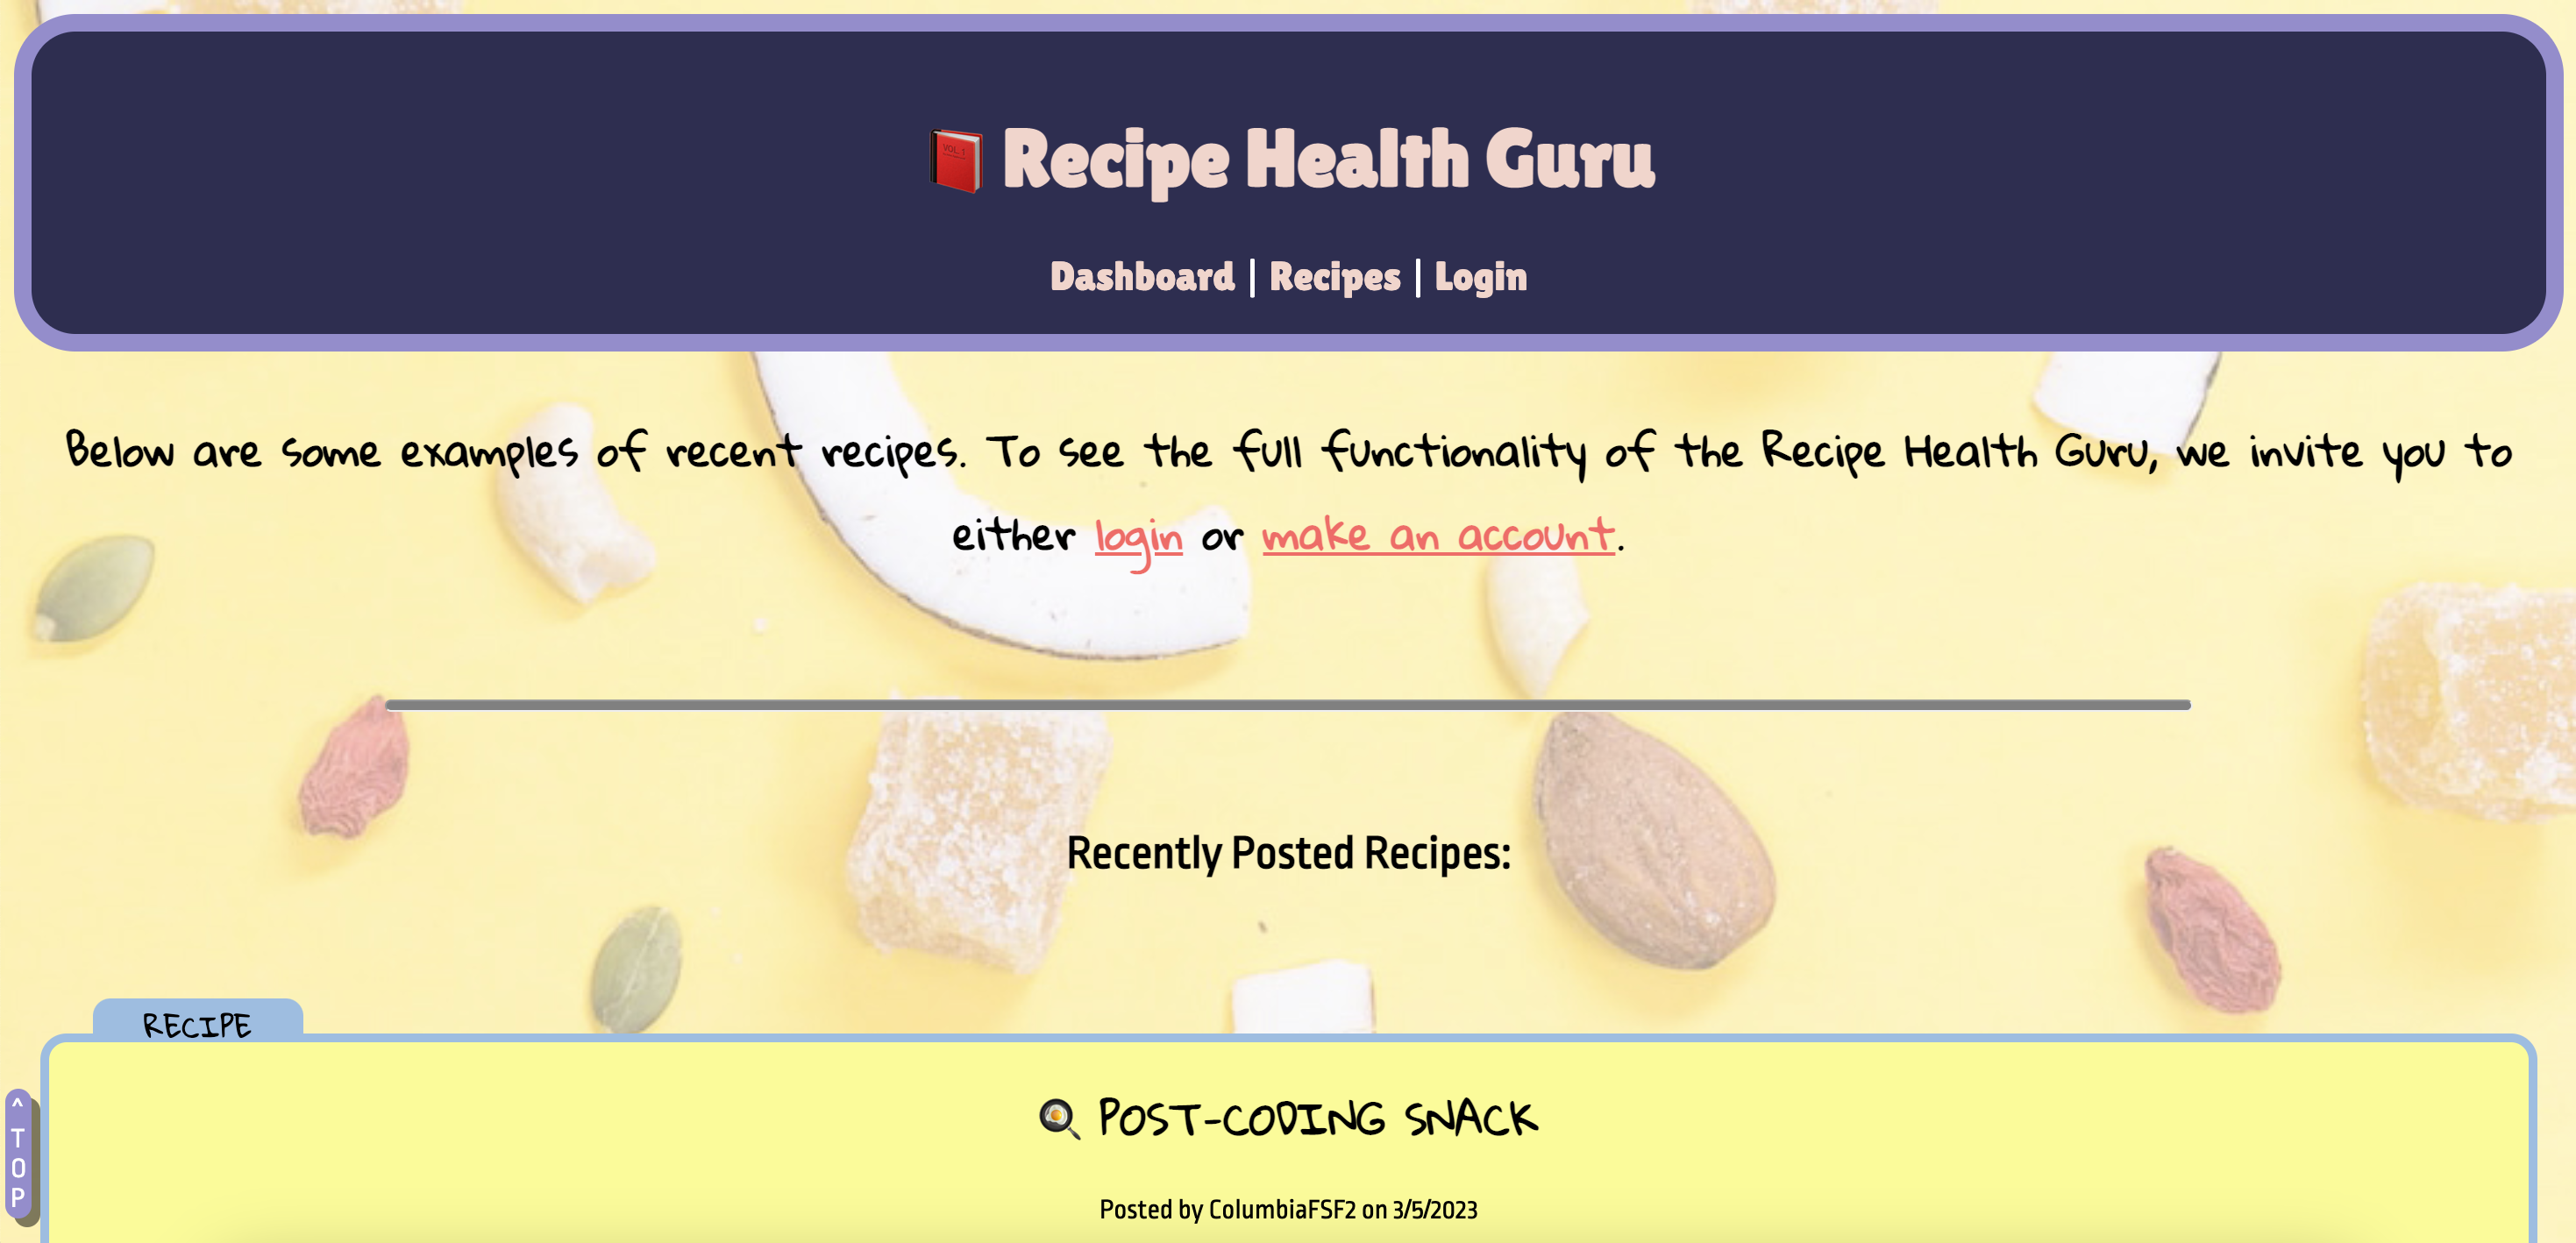 📕 Recipe Health Guru
Dashboard | Recipes | Login
Below are some examples of recent recipes. To see the full functionality of the Recipe Health Guru, we invite you to
either login or make an account.
Recently Posted Recipes:
RECIPE
🍳 POST-CODING SNACK
Posted by ColumbiaFSF2 on 3/5/2023
^
T
O
P